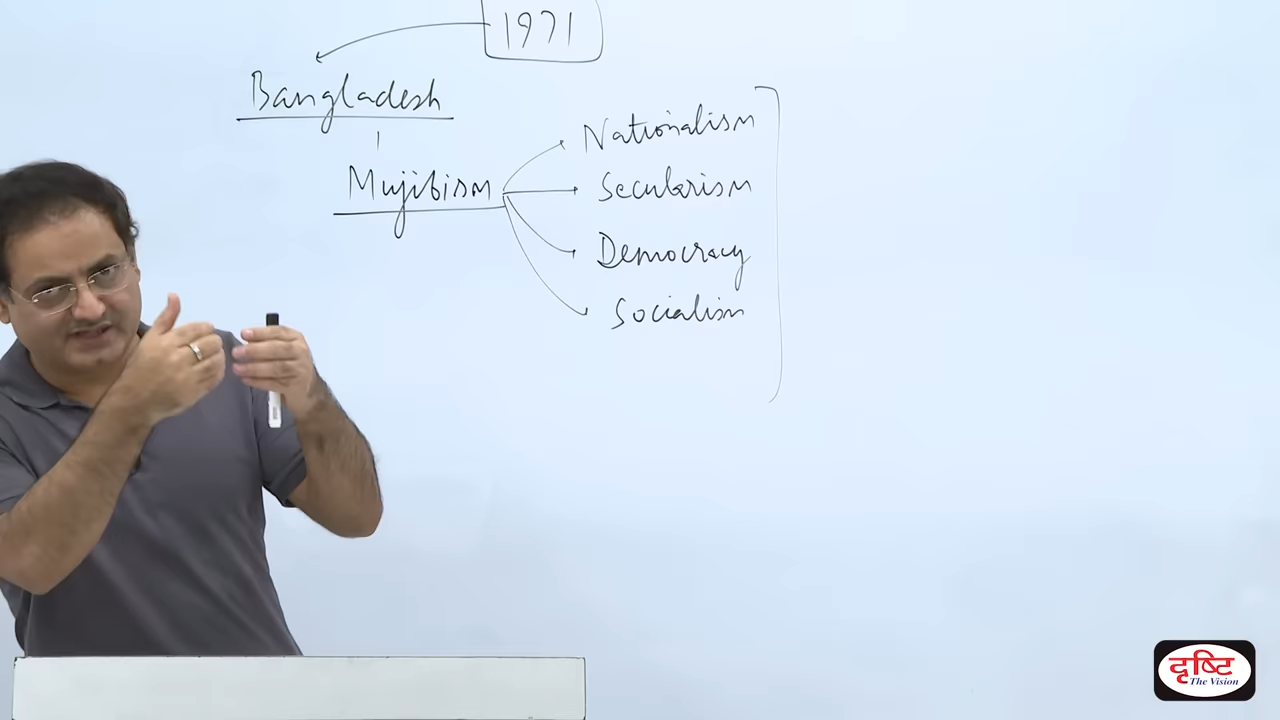 1971
Bangladesh
Mujibism
Nationalism
Secularism
Democracy
Socialism
दृष्टि
The Vision